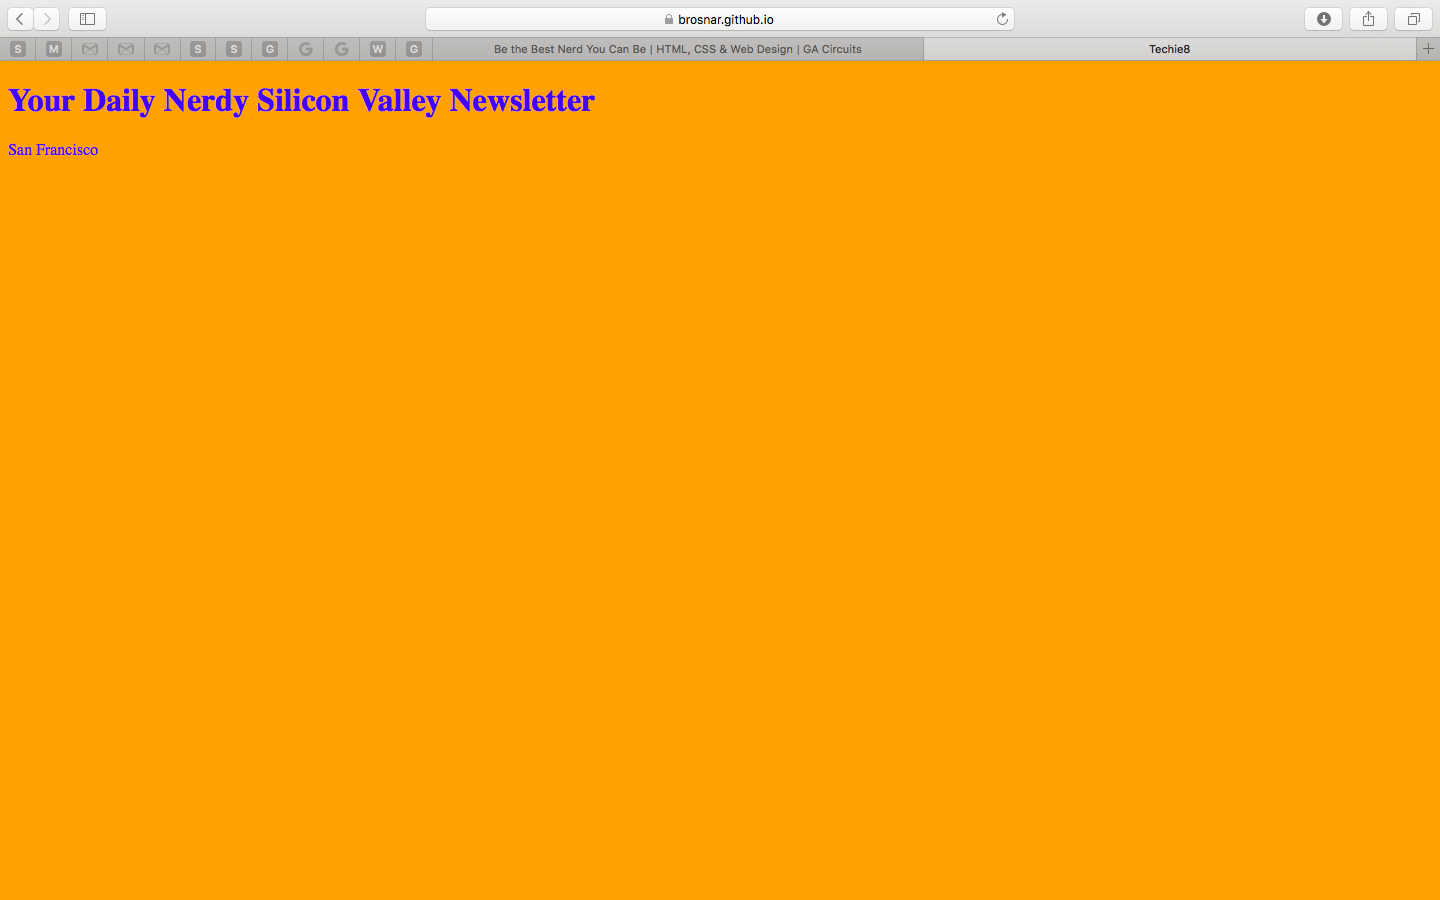 brosnar.github.io
S M S S G G G W G Be the Best Nerd You Can Be | HTML, CSS & Web Design | GA Circuits Techie8
Your Daily Nerdy Silicon Valley Newsletter
San Francisco